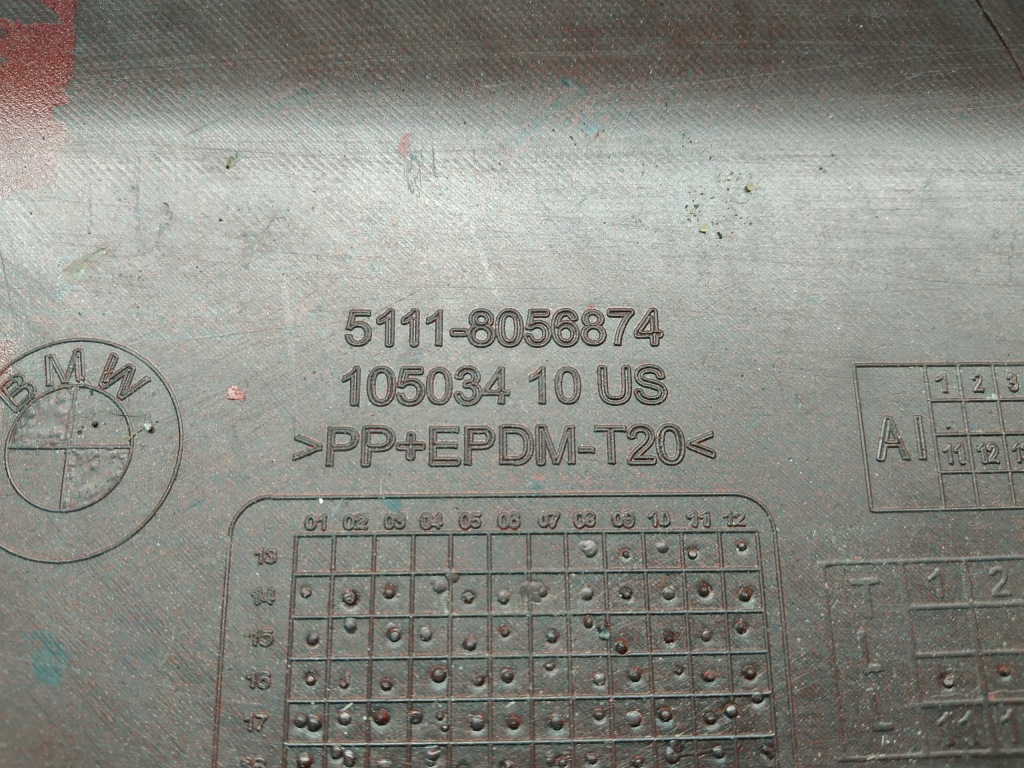 5111-8056874
105034 10 US
>PP+EPDM-T20<
BMW
AI 1 2 3
11 12
01 02 03 04 05 06 07 08 09 10 11 12
13
14
15
16
17
T 1 2
I
L 11